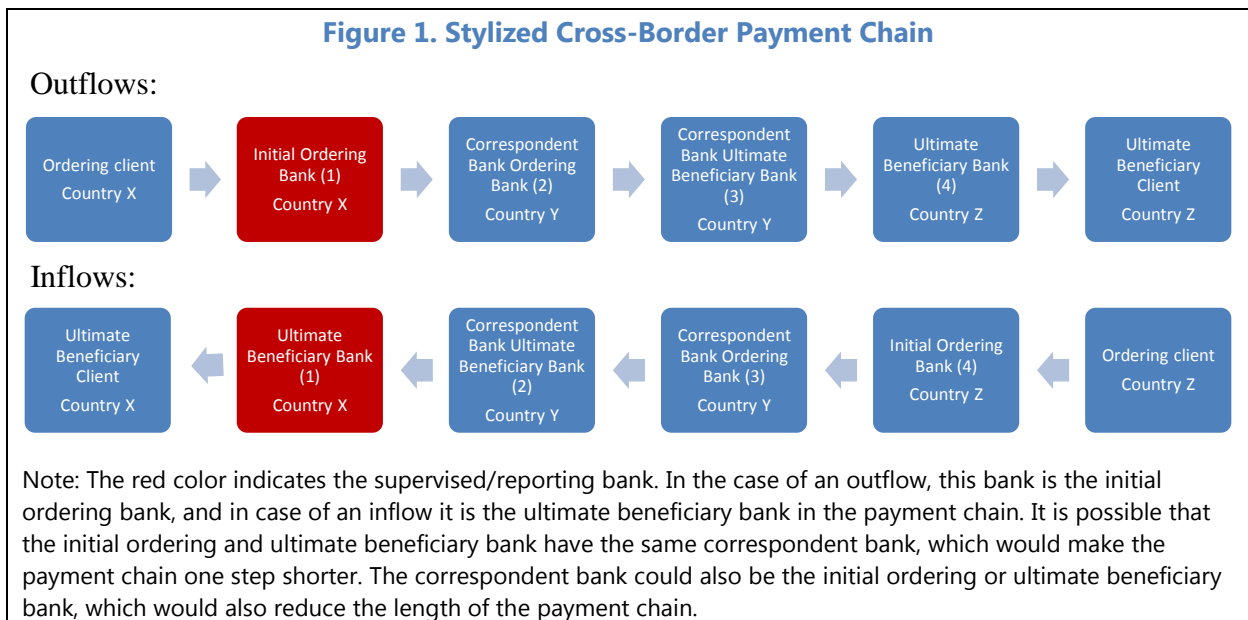 Figure 1. Stylized Cross-Border Payment Chain
Outflows:
Ordering client
Country X
Initial Ordering
Bank (1)
Country X
Correspondent
Bank Ordering
Bank (2)
Country Y
Correspondent
Bank Ultimate
Beneficiary Bank
(3)
Country Y
Ultimate
Beneficiary Bank
(4)
Country Z
Ultimate
Beneficiary
Client
Country Z
Inflows:
Ultimate
Beneficiary
Client
Country X
Ultimate
Beneficiary Bank
(1)
Country X
Correspondent
Bank Ultimate
Beneficiary Bank
(2)
Country Y
Correspondent
Bank Ordering
Bank (3)
Country Y
Initial Ordering
Bank (4)
Country Z
Ordering client
Country Z
Note: The red color indicates the supervised/reporting bank. In the case of an outflow, this bank is the initial
ordering bank, and in case of an inflow it is the ultimate beneficiary bank in the payment chain. It is possible that
the initial ordering and ultimate beneficiary bank have the same correspondent bank, which would make the
payment chain one step shorter. The correspondent bank could also be the initial ordering or ultimate beneficiary
bank, which would also reduce the length of the payment chain.